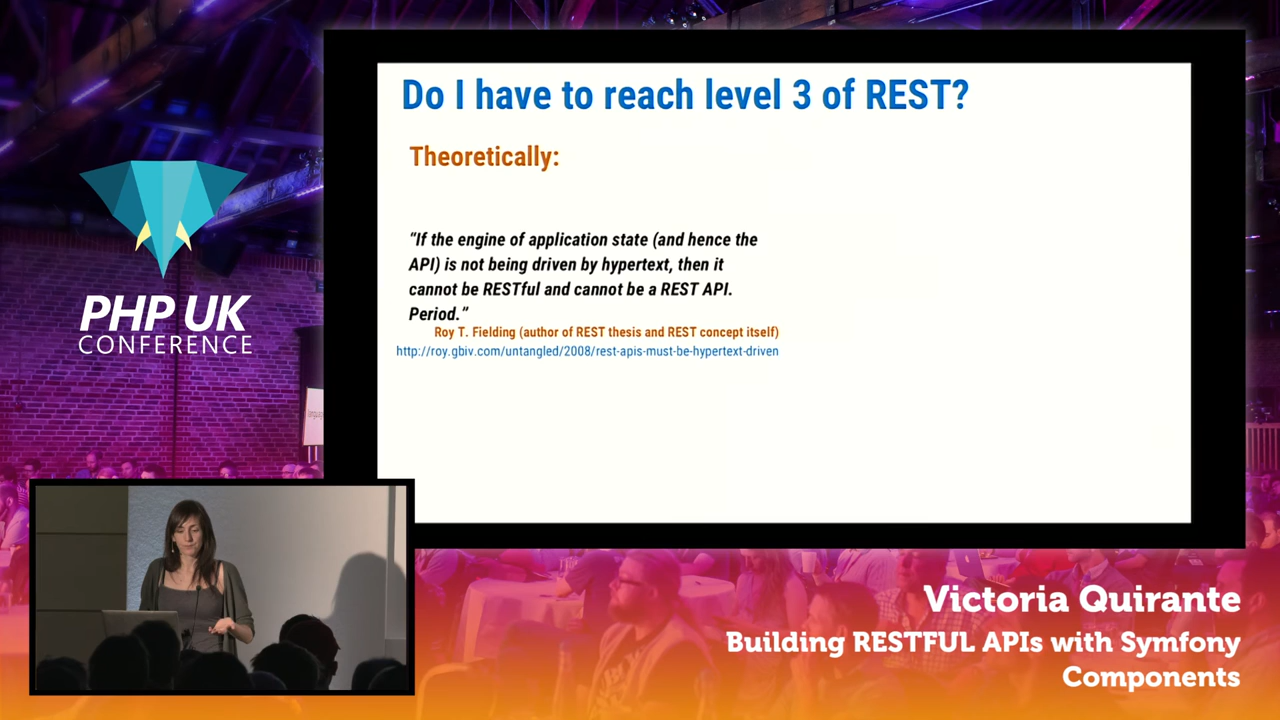 Do I have to reach level 3 of REST?
Theoretically:
“If the engine of application state (and hence the
API) is not being driven by hypertext, then it
cannot be RESTful and cannot be a REST API.
Period.”
Roy T. Fielding (author of REST thesis and REST concept itself)
http://roy.gbiv.com/untangled/2008/rest-apis-must-be-hypertext-driven
PHP UK
CONFERENCE
Victoria Quirante
Building RESTFUL APIs with Symfony
Components